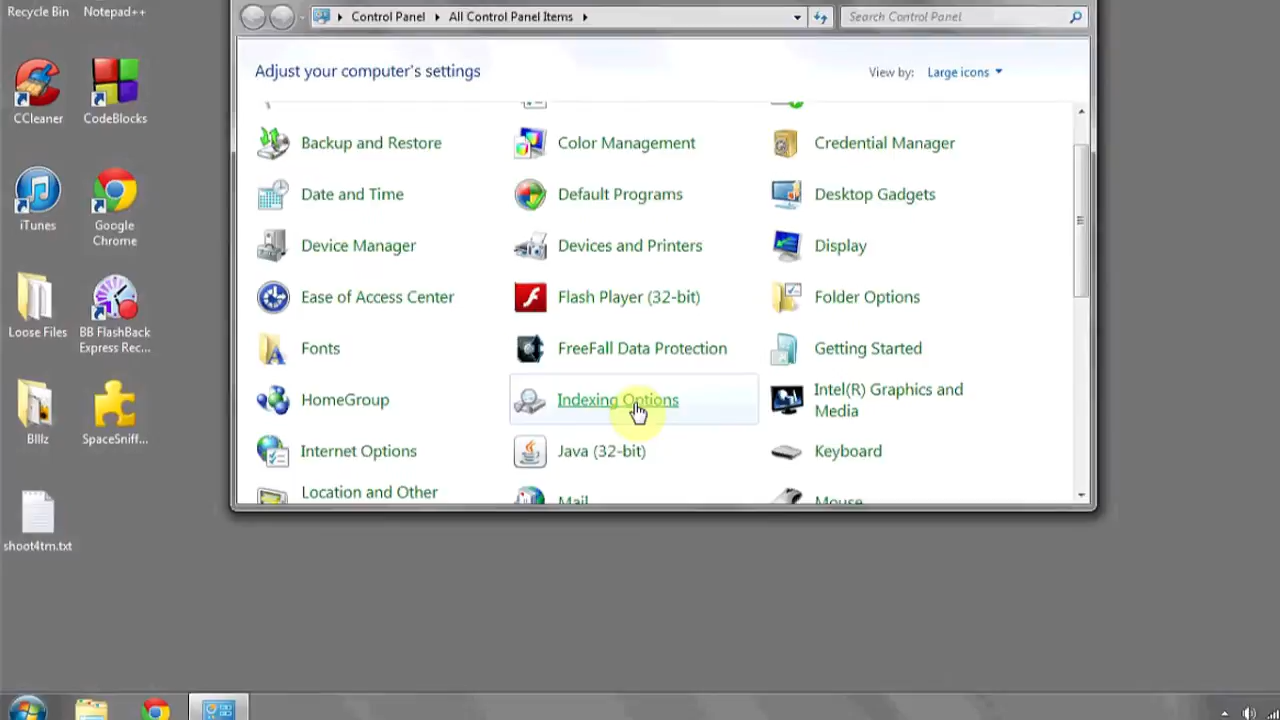 Recycle Bin
Notepad++
CCleaner
CodeBlocks
iTunes
Google
Chrome
Loose Files
BB FlashBack
Express Rec...
BIllz
SpaceSniff...
shoot4tm.txt
Control Panel
All Control Panel Items
Search Control Panel
Adjust your computer's settings
View by:
Large icons
Backup and Restore
Color Management
Credential Manager
Date and Time
Default Programs
Desktop Gadgets
Device Manager
Devices and Printers
Display
Ease of Access Center
Flash Player (32-bit)
Folder Options
Fonts
FreeFall Data Protection
Getting Started
HomeGroup
Indexing Options
Intel(R) Graphics and
Media
Internet Options
Java (32-bit)
Keyboard
Location and Other
Mail
Mouse